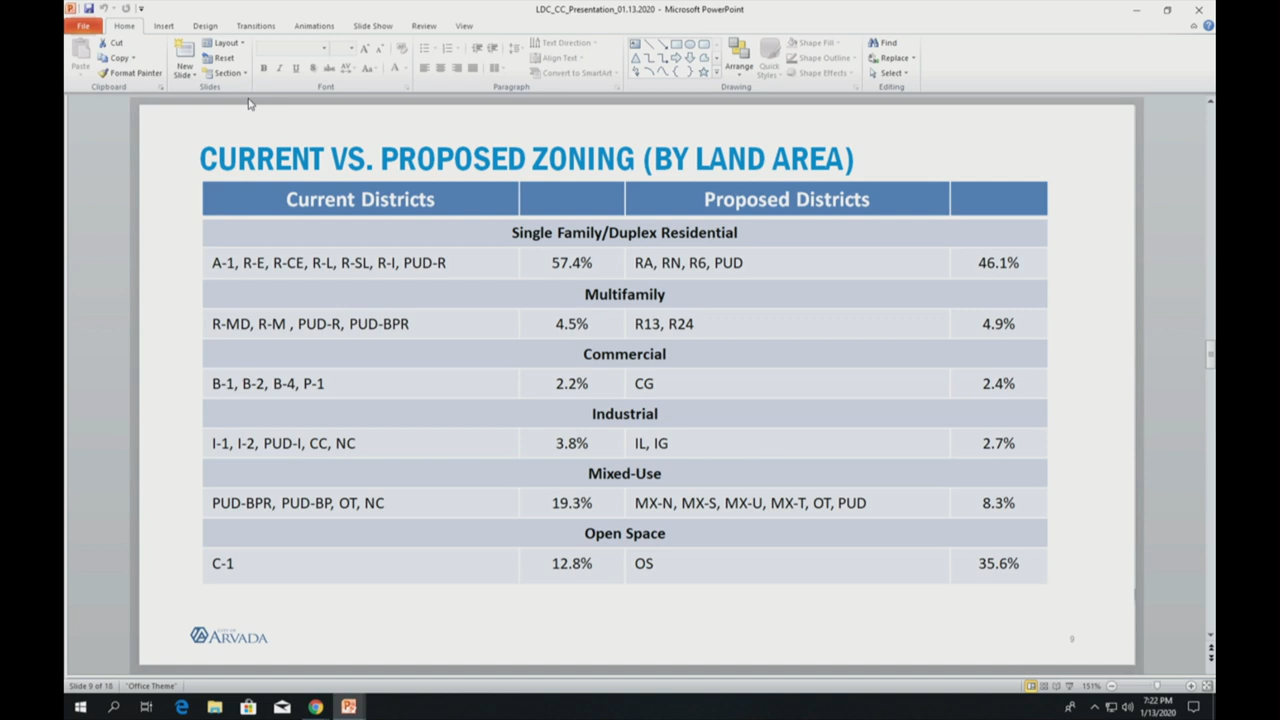 LDC_CC_Presentation_01.13.2020 - Microsoft PowerPoint
File Home Insert Design Transitions Animations Slide Show Review View
Paste
Cut
Copy
Format Painter
Clipboard
New Slide
Layout
Reset
Section
Slides
Font
Text Direction
Align Text
Convert to SmartArt
Paragraph
Arrange
Quick Styles
Shape Fill
Shape Outline
Shape Effects
Drawing
Find
Replace
Select
Editing
CURRENT VS. PROPOSED ZONING (BY LAND AREA)
Current Districts Proposed Districts
Single Family/Duplex Residential
A-1, R-E, R-CE, R-L, R-SL, R-I, PUD-R 57.4% RA, RN, R6, PUD 46.1%
Multifamily
R-MD, R-M , PUD-R, PUD-BPR 4.5% R13, R24 4.9%
Commercial
B-1, B-2, B-4, P-1 2.2% CG 2.4%
Industrial
I-1, I-2, PUD-I, CC, NC 3.8% IL, IG 2.7%
Mixed-Use
PUD-BPR, PUD-BP, OT, NC 19.3% MX-N, MX-S, MX-U, MX-T, OT, PUD 8.3%
Open Space
C-1 12.8% OS 35.6%
CITY OF
ARVADA
9
Slide 9 of 18 "Office Theme" 151%
7:22 PM
1/13/2020